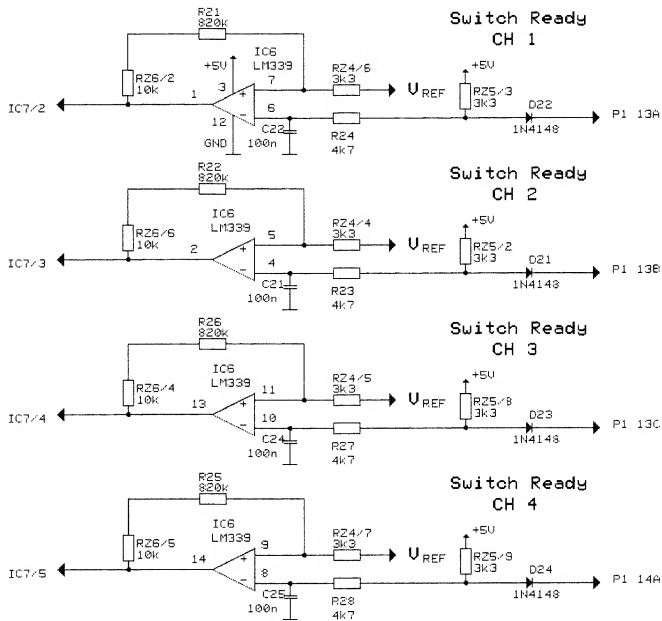 R21
820k
Switch Ready
CH 1
IC6
LM339
+5V
3
7
RZ4/6
3k3
VREF
+5V
RZ5/3
3k3
RZ6/2
10k
IC7/2
1
+
-
6
12
GND
C22
100n
R24
4k7
D22
1N4148
P1 13A
R22
820k
Switch Ready
CH 2
IC6
LM339
5
RZ4/4
3k3
VREF
+5V
RZ5/2
3k3
RZ6/6
10k
IC7/3
2
+
-
4
C21
100n
R23
4k7
D21
1N4148
P1 13B
R26
820k
Switch Ready
CH 3
IC6
LM339
11
RZ4/5
3k3
VREF
+5V
RZ5/8
3k3
RZ6/4
10k
IC7/4
13
+
-
10
C24
100n
R27
4k7
D23
1N4148
P1 13C
R25
820k
Switch Ready
CH 4
IC6
LM339
9
RZ4/7
3k3
VREF
+5V
RZ5/9
3k3
RZ6/5
10k
IC7/5
14
+
-
8
C25
100n
R28
4k7
D24
1N4148
P1 14A